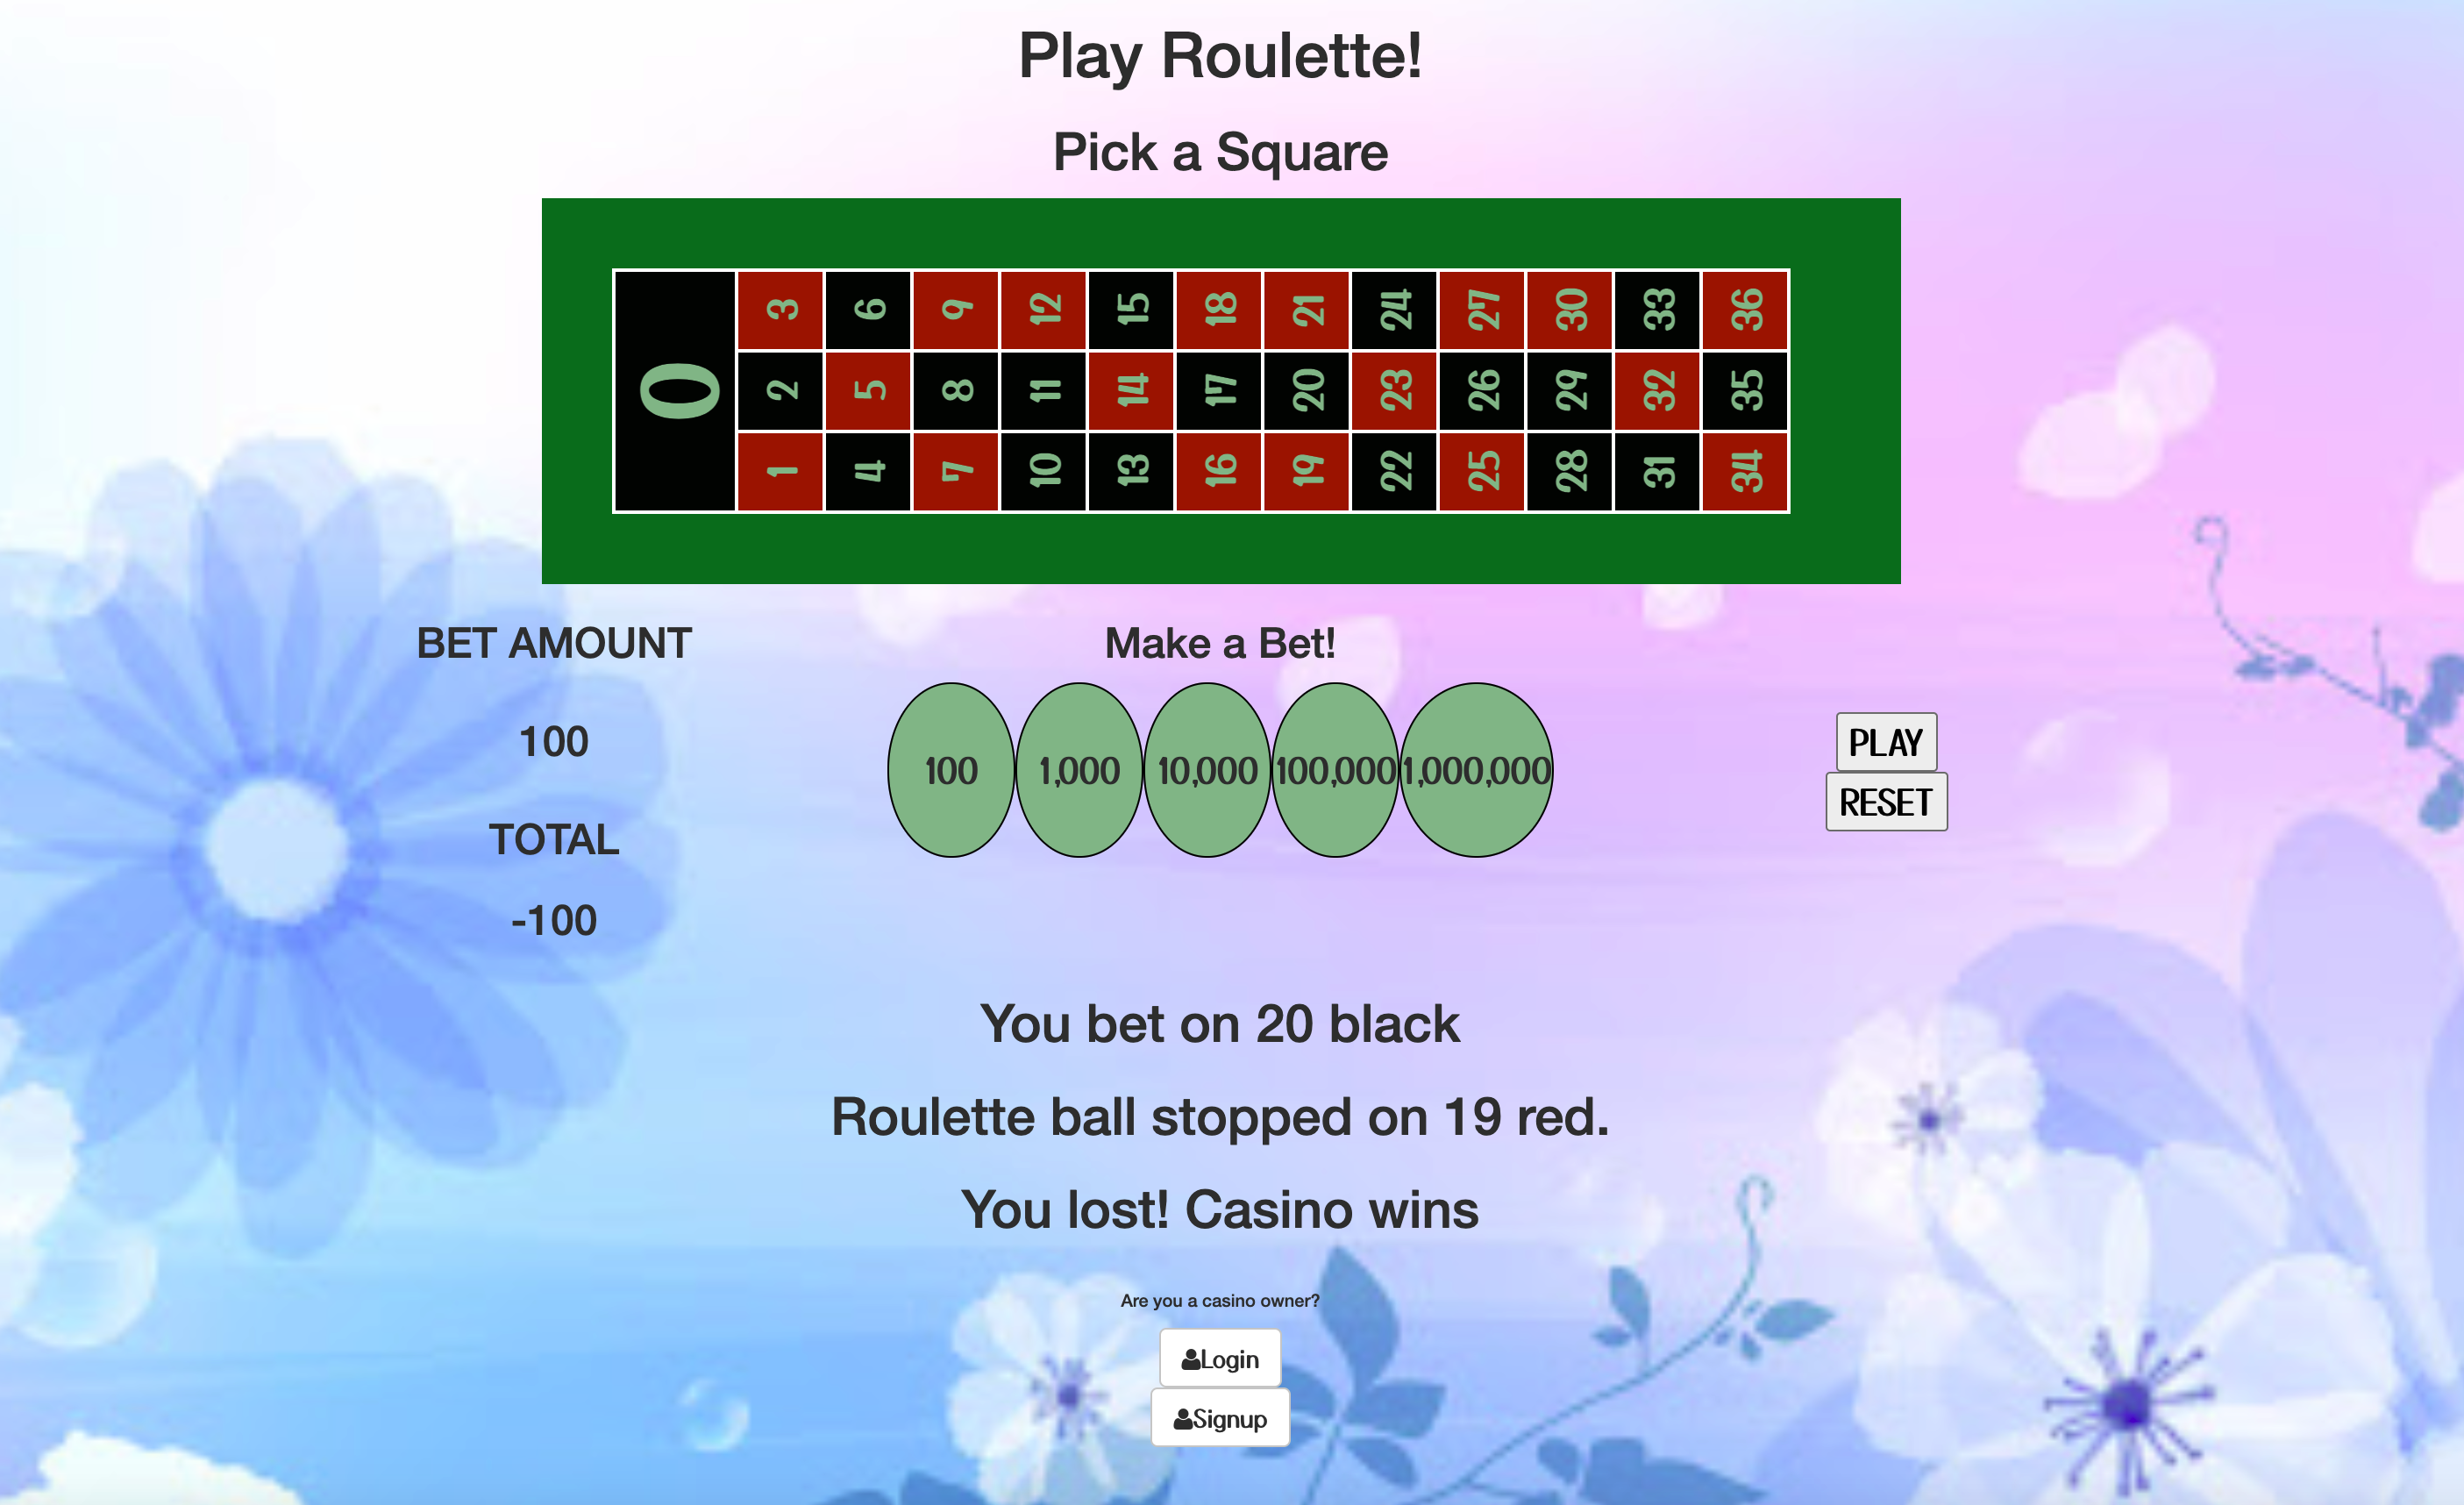 Play Roulette!
Pick a Square
0
3 6 9 12 15 18 21 24 27 30 33 36
2 5 8 11 14 17 20 23 26 29 32 35
1 4 7 10 13 16 19 22 25 28 31 34
BET AMOUNT
100
TOTAL
-100
Make a Bet!
100 1,000 10,000 100,000 1,000,000
PLAY
RESET
You bet on 20 black
Roulette ball stopped on 19 red.
You lost! Casino wins
Are you a casino owner?
Login
Signup